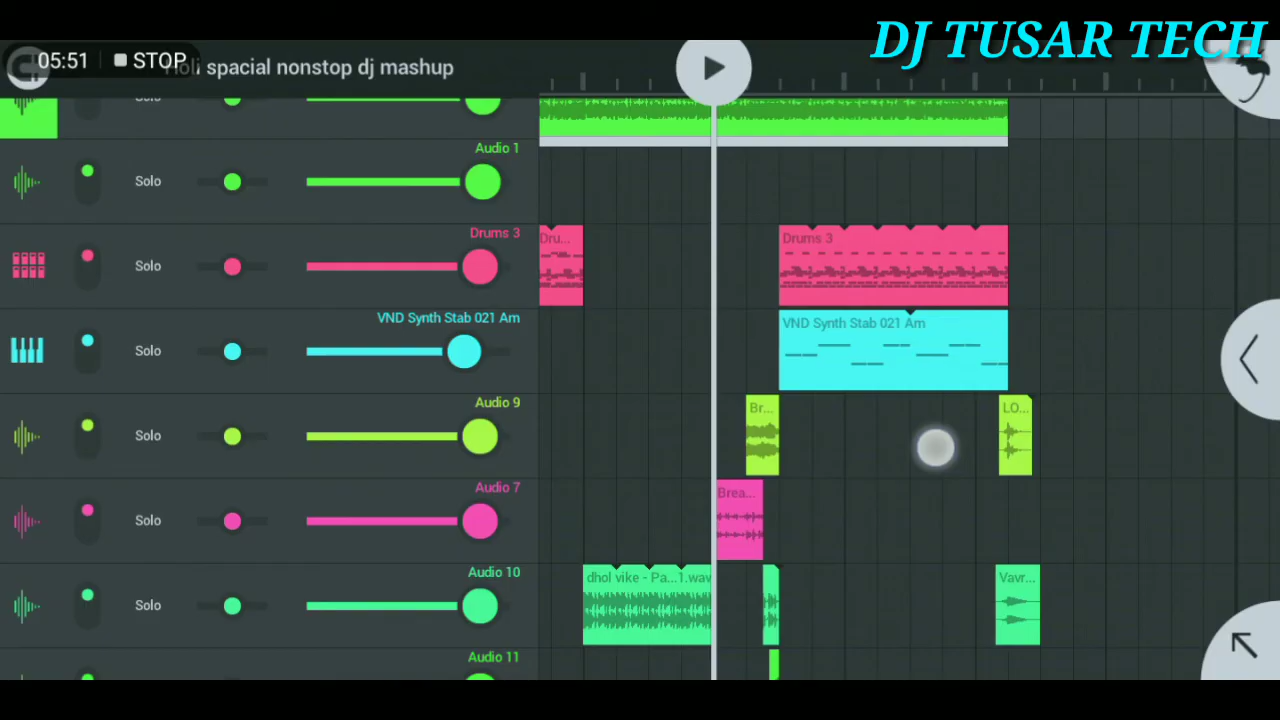 DJ TUSAR TECH
05:51 STOP
spacial nonstop dj mashup
Solo
Audio 1
Solo
Drums 3
Solo
Dru...
Drums 3
VND Synth Stab 021 Am
Solo
VND Synth Stab 021 Am
Audio 9
Solo
Br...
LO...
Audio 7
Solo
Brea...
Audio 10
Solo
dhol vike - Pa...1.wav
Vavr...
Audio 11